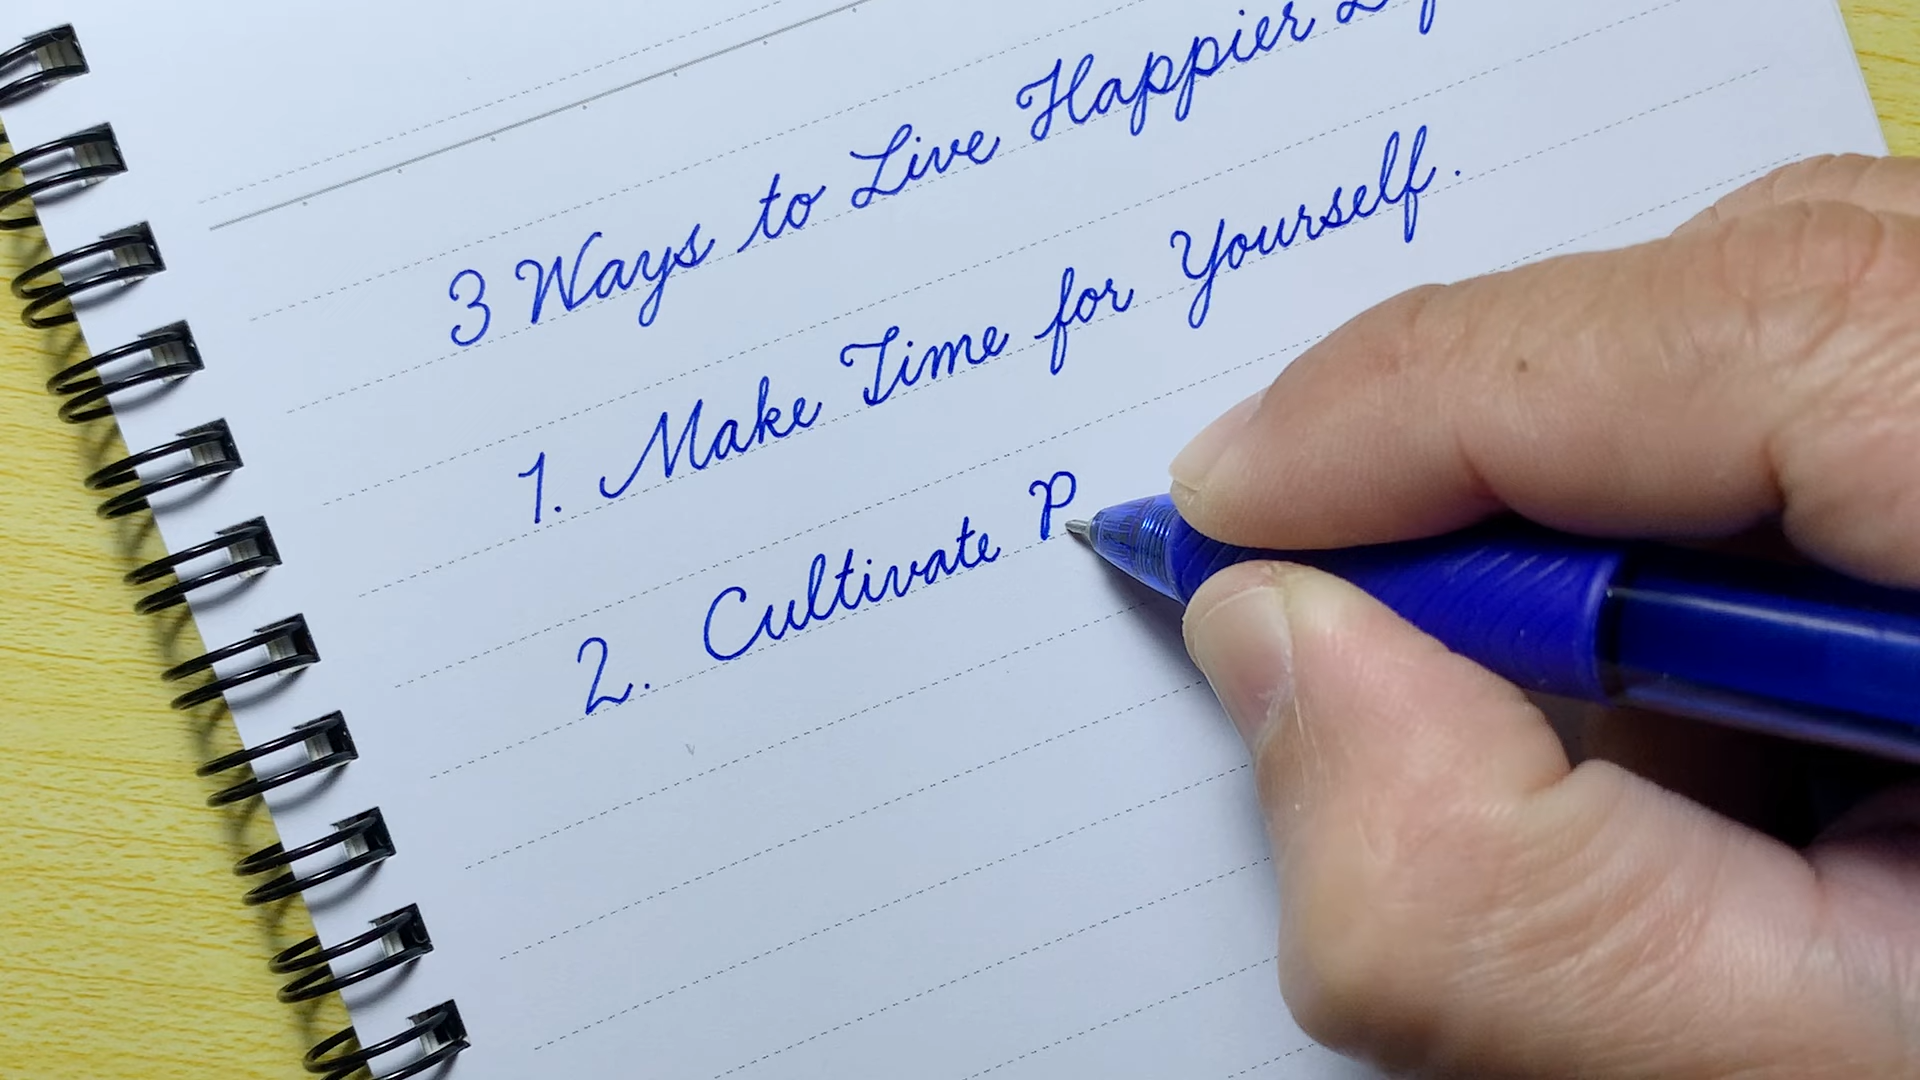 3 Ways to Live Happier
1. Make Time for Yourself.
2. Cultivate P